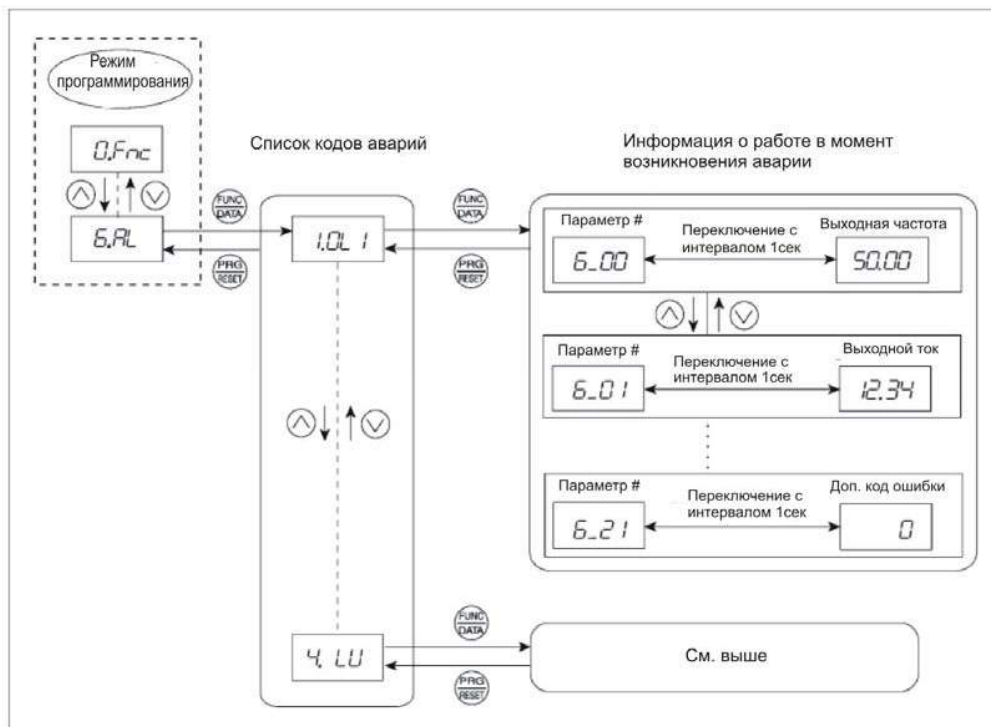 Режим
программирования
0.Fnc
6.AL
FUNC
DATA
PRG
RESET
Список кодов аварий
1.OL1
4.LU
FUNC
DATA
PRG
RESET
FUNC
DATA
PRG
RESET
Информация о работе в момент
возникновения аварии
Параметр #
6_00
Переключение с
интервалом 1сек
Выходная частота
50.00
Параметр #
6_01
Переключение с
интервалом 1сек
Выходной ток
12.34
Параметр #
6_21
Переключение с
интервалом 1сек
Доп. код ошибки
0
См. выше